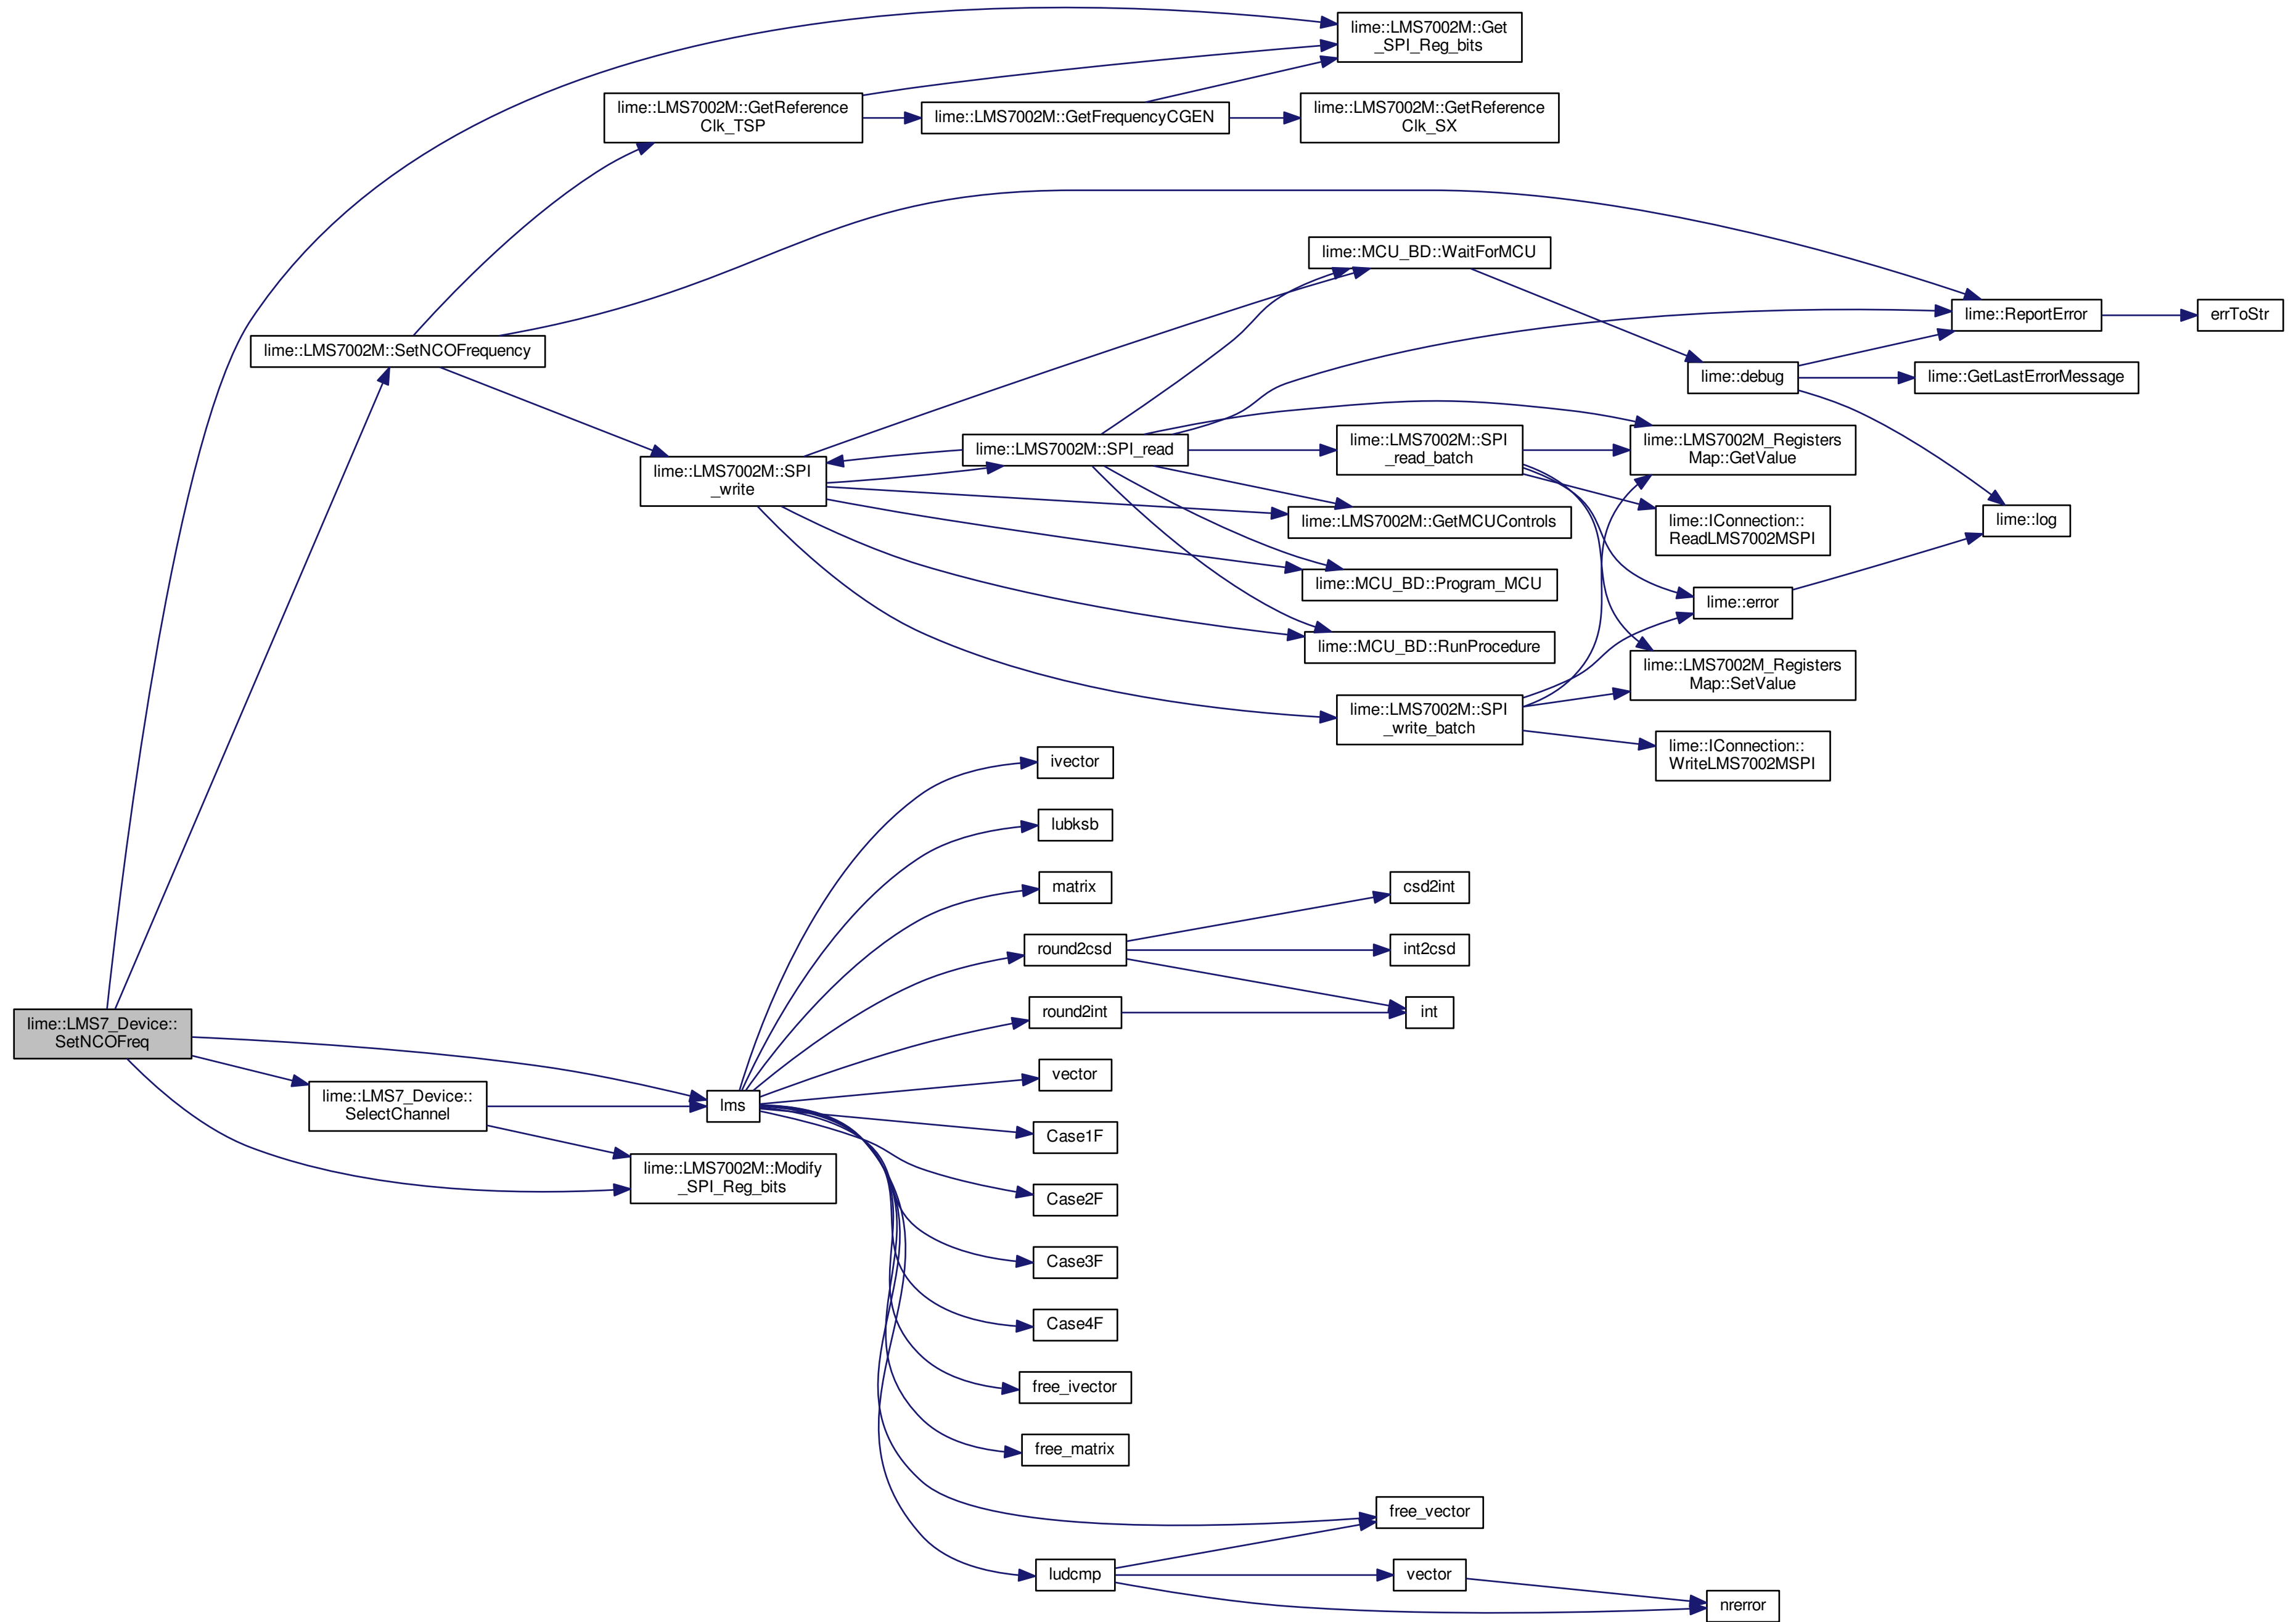 lime::LMS7002M::Get
_SPI_Reg_bits
lime::LMS7002M::GetReference
Clk_TSP
lime::LMS7002M::GetFrequencyCGEN
lime::LMS7002M::GetReference
Clk_SX
lime::MCU_BD::WaitForMCU
lime::ReportError
errToStr
lime::LMS7002M::SetNCOFrequency
lime::debug
lime::GetLastErrorMessage
lime::LMS7002M::SPI_read
lime::LMS7002M::SPI
_read_batch
lime::LMS7002M_Registers
Map::GetValue
lime::LMS7002M::SPI
_write
lime::LMS7002M::GetMCUControls
lime::IConnection::
ReadLMS7002MSPI
lime::log
lime::MCU_BD::Program_MCU
lime::error
lime::MCU_BD::RunProcedure
lime::LMS7002M_Registers
Map::SetValue
lime::LMS7002M::SPI
_write_batch
lime::IConnection::
WriteLMS7002MSPI
ivector
lubksb
matrix
csd2int
round2csd
int2csd
round2int
int
lime::LMS7_Device::
SetNCOFreq
vector
lime::LMS7_Device::
SelectChannel
lms
Case1F
lime::LMS7002M::Modify
_SPI_Reg_bits
Case2F
Case3F
Case4F
free_ivector
free_matrix
free_vector
ludcmp
vector
nrerror